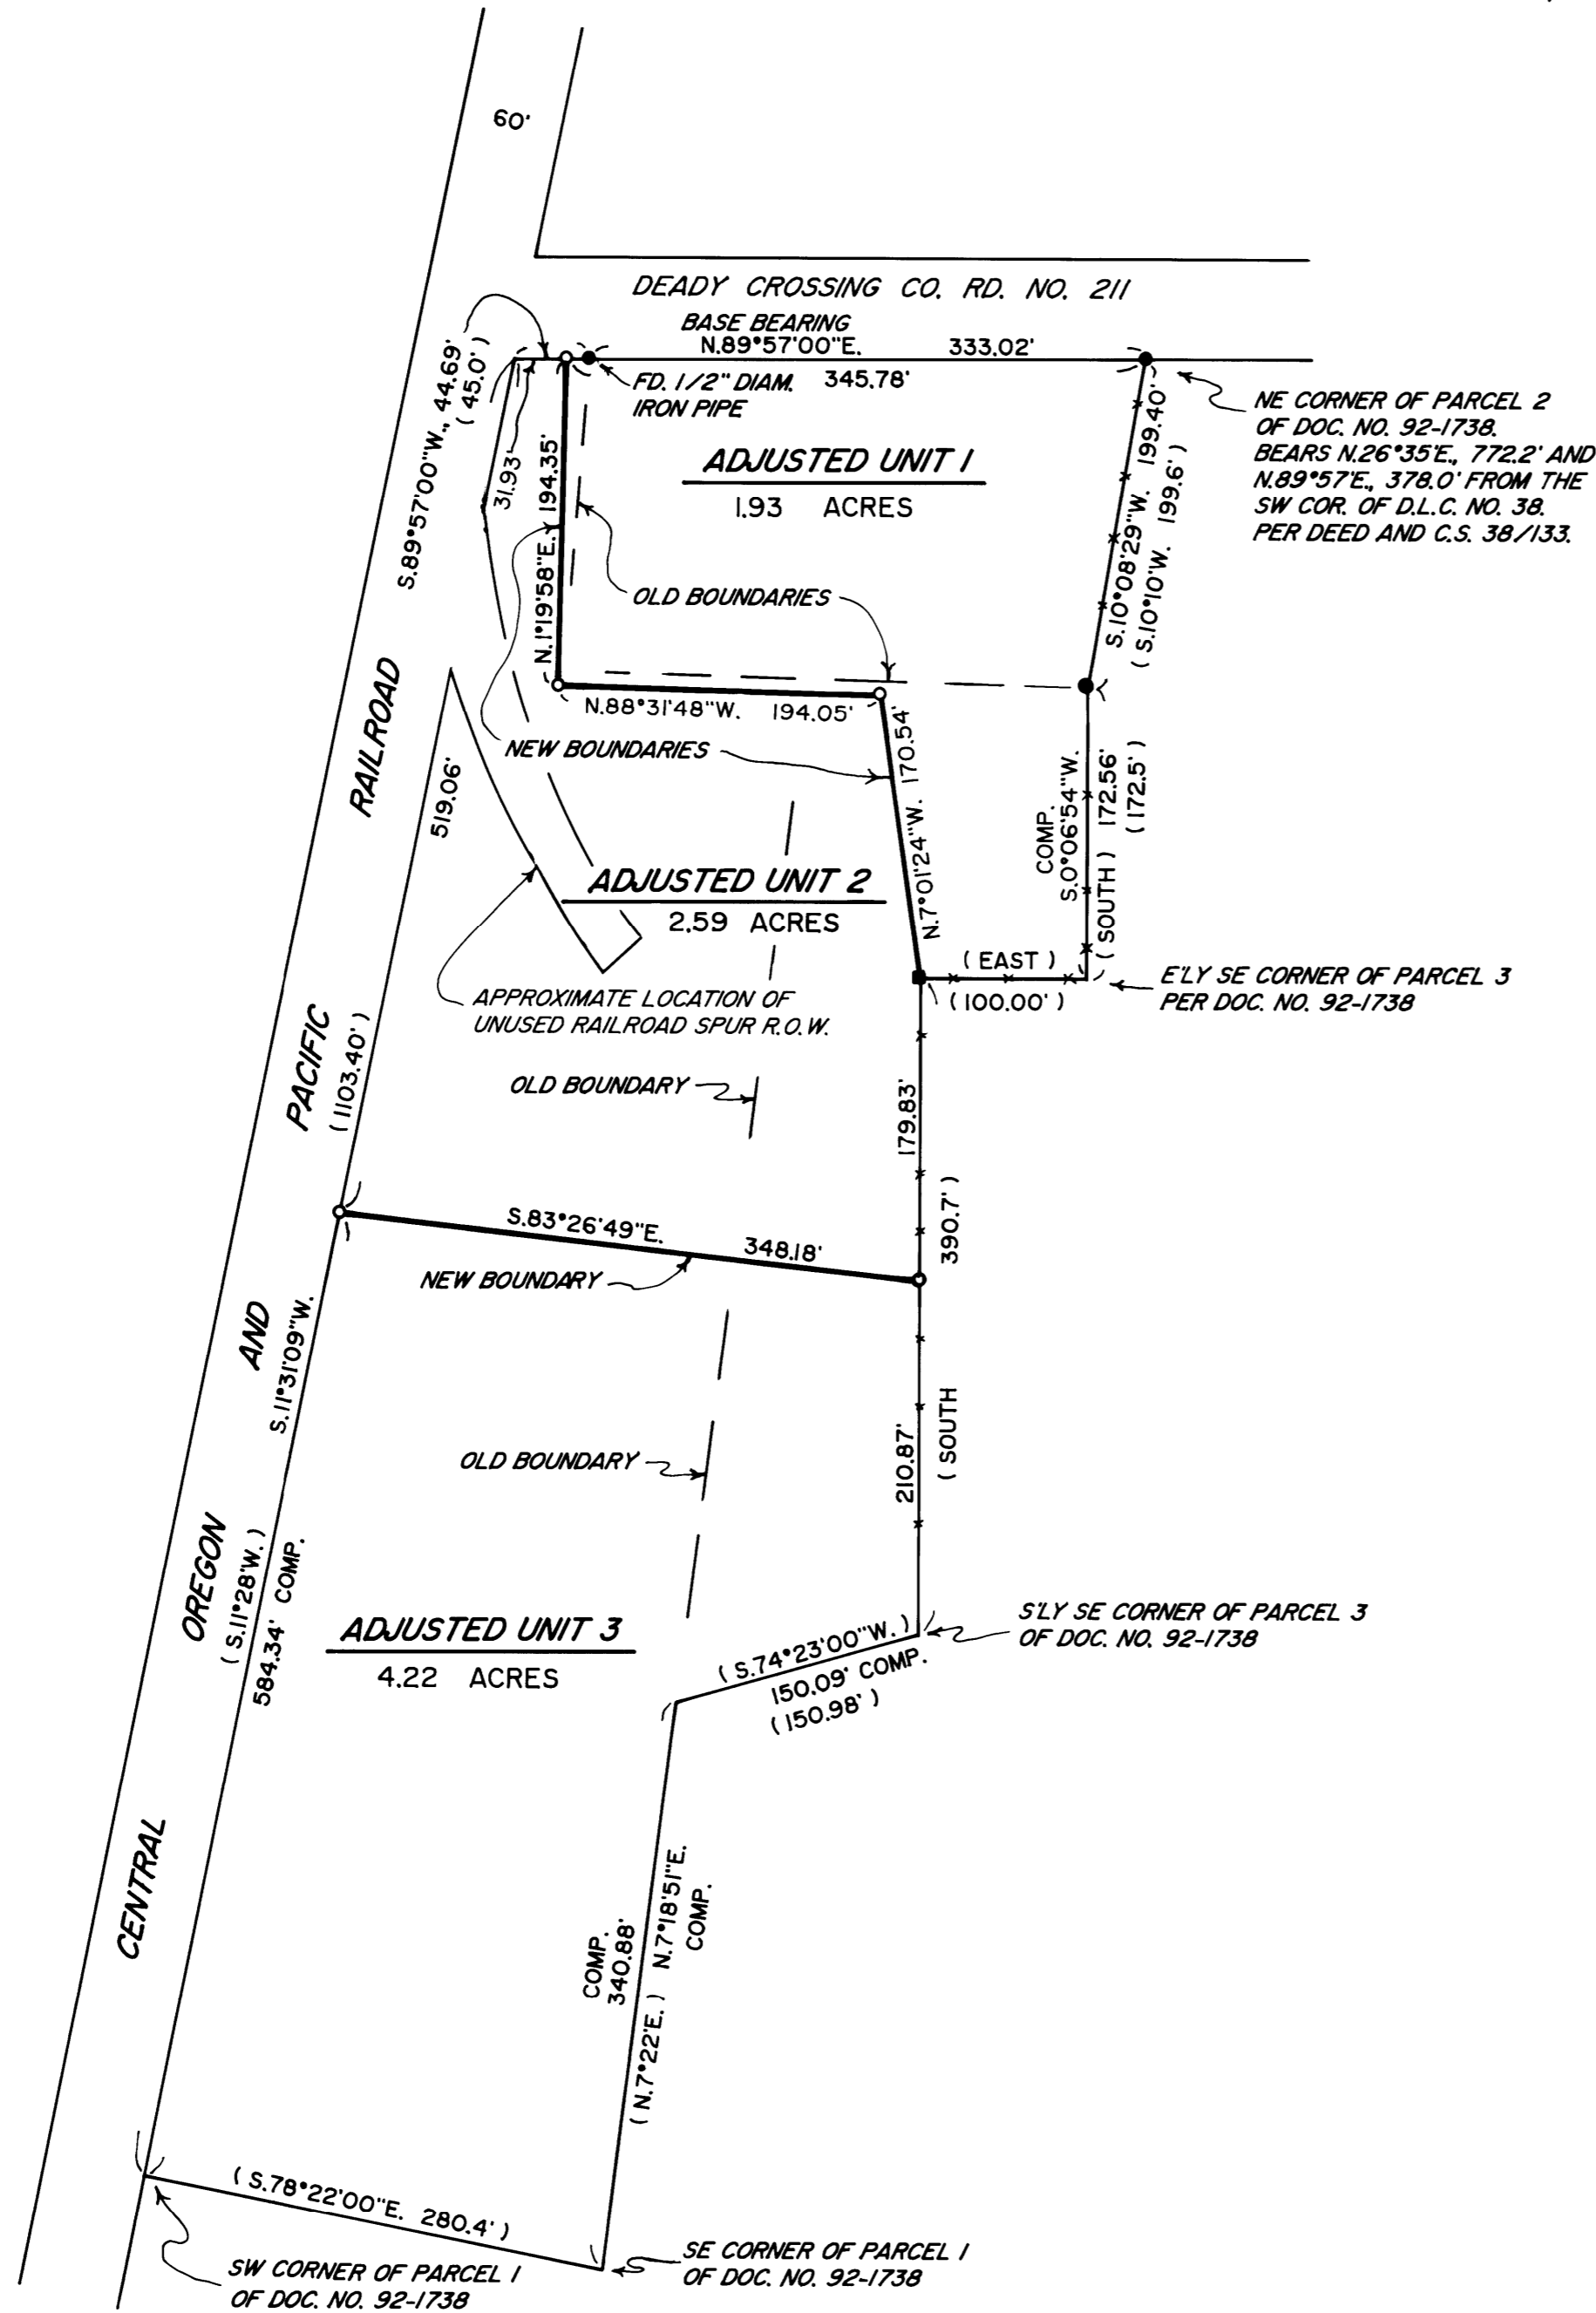 60'
DEADY CROSSING CO. RD. NO. 211
BASE BEARING
N.89°57'00"E. 333.02'
345.78'
FD. 1/2" DIAM.
IRON PIPE
S.89°57'00"W., 44.69'
( 45.0' )
31.93'
N.1°19'58"E. 194.35'
ADJUSTED UNIT 1
1.93 ACRES
NE CORNER OF PARCEL 2
OF DOC. NO. 92-1738.
BEARS N.26°35'E., 772.2' AND
N.89°57'E., 378.0' FROM THE
SW COR. OF D.L.C. NO. 38.
PER DEED AND C.S. 38/133.
S.10°08'29"W. 199.40'
( S.10°10'W. 199.6' )
OLD BOUNDARIES
N.88°31'48"W. 194.05'
NEW BOUNDARIES
N.7°01'24"W. 170.54'
COMP.
S.0°06'54"W.
172.56'
( SOUTH ) (172.5' )
519.06'
ADJUSTED UNIT 2
2.59 ACRES
( EAST )
(100.00' )
E'LY SE CORNER OF PARCEL 3
PER DOC. NO. 92-1738
APPROXIMATE LOCATION OF
UNUSED RAILROAD SPUR R.O.W.
(1103.40' )
OLD BOUNDARY
179.83'
390.7' )
S.83°26'49"E. 348.18'
NEW BOUNDARY
S.11°31'09"W.
OLD BOUNDARY
210.87'
( SOUTH
CENTRAL OREGON AND PACIFIC RAILROAD
( S.11°28'W. )
584.34' COMP.
ADJUSTED UNIT 3
4.22 ACRES
S'LY SE CORNER OF PARCEL 3
OF DOC. NO. 92-1738
( S.74°23'00"W. )
150.09' COMP.
( 150.98' )
COMP.
340.88'
( N.7°22'E. ) N.7°18'51"E.
COMP.
( S.78°22'00"E. 280.4' )
SW CORNER OF PARCEL 1
OF DOC. NO. 92-1738
SE CORNER OF PARCEL 1
OF DOC. NO. 92-1738